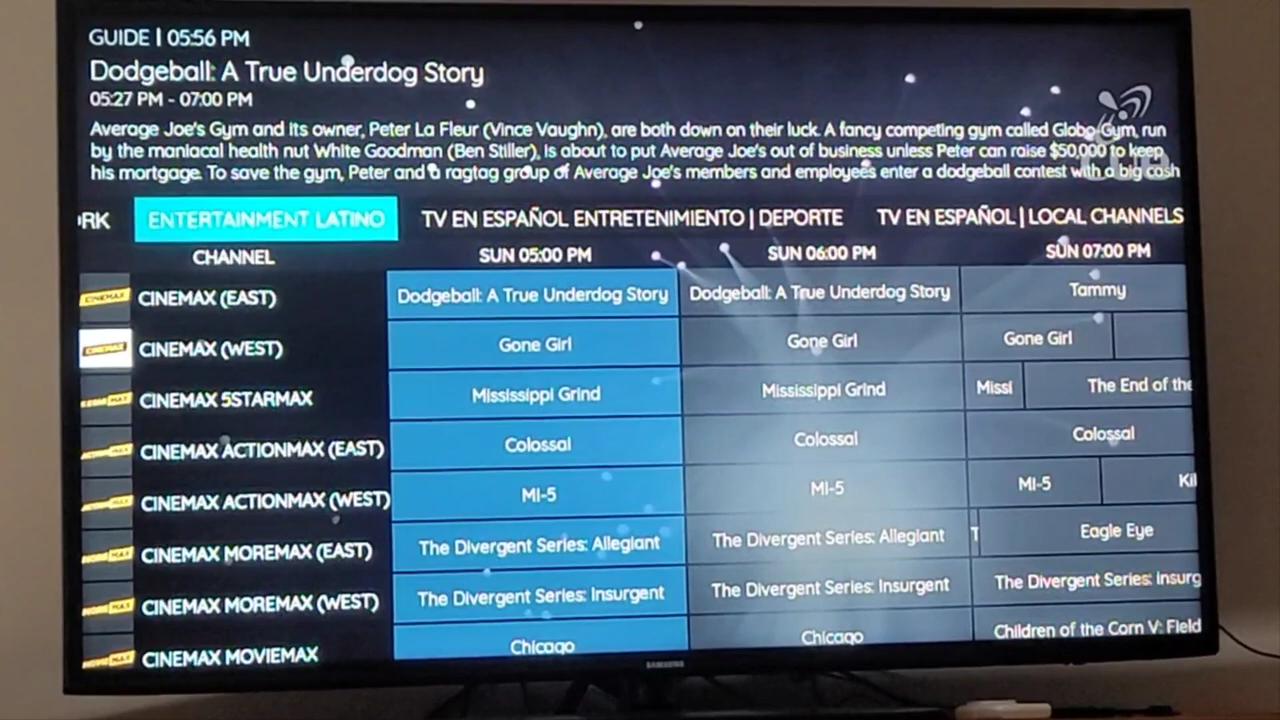 GUIDE | 05:56 PM
Dodgeball: A True Underdog Story
05:27 PM - 07:00 PM
Average Joe's Gym and its owner, Peter La Fleur (Vince Vaughn), are both down on their luck. A fancy competing gym called Globo-Gym, run
by the maniacal health nut White Goodman (Ben Stiller), is about to put Average Joe's out of business unless Peter can raise $50,000 to keep
his mortgage. To save the gym, Peter and a ragtag group of Average Joe's members and employees enter a dodgeball contest with a big cash
RK ENTERTAINMENT LATINO TV EN ESPAÑOL ENTRETENIMIENTO | DEPORTE TV EN ESPAÑOL | LOCAL CHANNELS
CHANNEL SUN 05:00 PM SUN 06:00 PM SUN 07:00 PM
CINEMAX CINEMAX (EAST) Dodgeball: A True Underdog Story Dodgeball: A True Underdog Story Tammy
CINEMAX CINEMAX (WEST) Gone Girl Gone Girl Gone Girl
CINEMAX 5STARMAX Mississippi Grind Mississippi Grind Missi The End of the
CINEMAX ACTIONMAX (EAST) Colossal Colossal Colossal
CINEMAX ACTIONMAX (WEST) MI-5 MI-5 MI-5 Kil
CINEMAX MOREMAX (EAST) The Divergent Series: Allegiant The Divergent Series: Allegiant T Eagle Eye
CINEMAX MOREMAX (WEST) The Divergent Series: Insurgent The Divergent Series: Insurgent The Divergent Series: Insurg
CINEMAX MOVIEMAX Chicago Chicago Children of the Corn V: Field
SAMSUNG